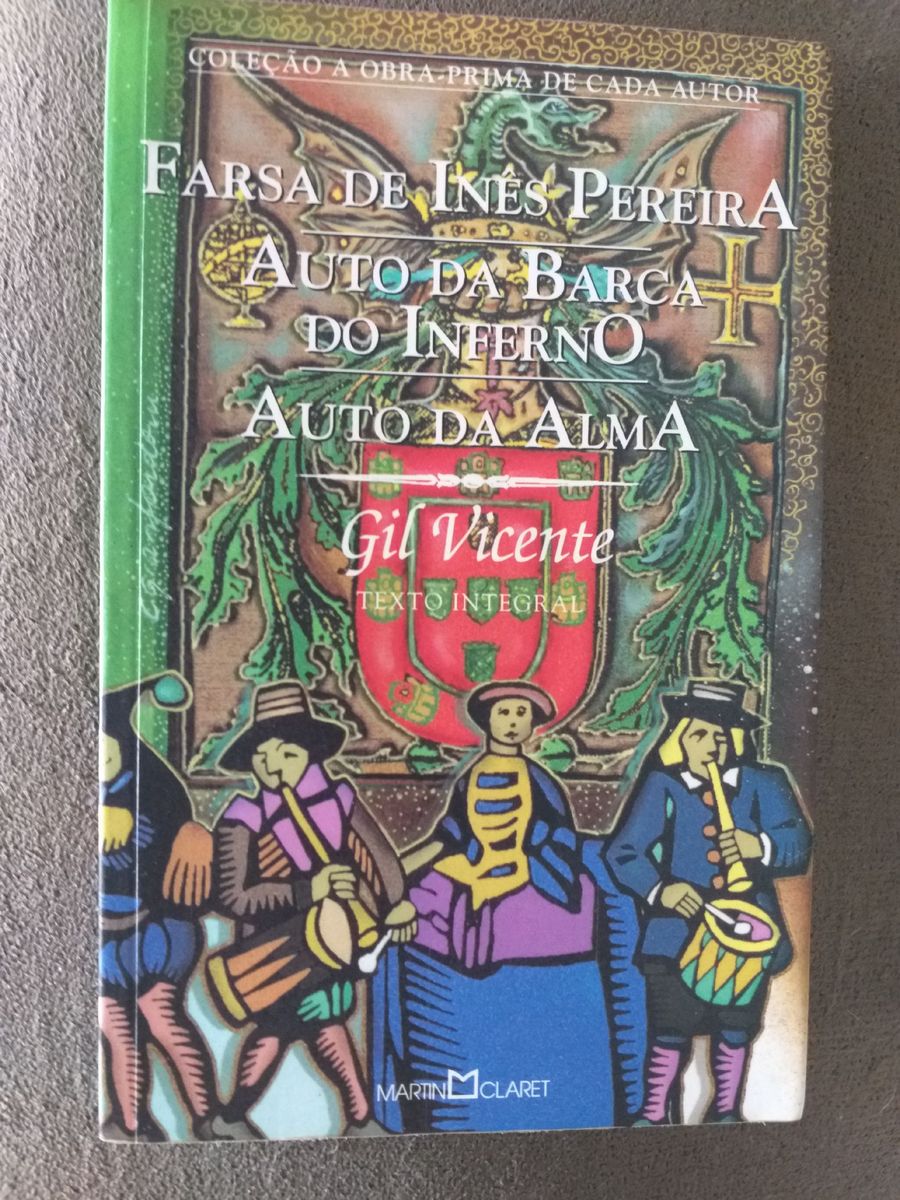 COLEÇÃO A OBRA-PRIMA DE CADA AUTOR
FARSA DE INÊS PEREIRA
AUTO DA BARCA
DO INFERNO
AUTO DA ALMA
Gil Vicente
TEXTO INTEGRAL
MARTIN CLARET